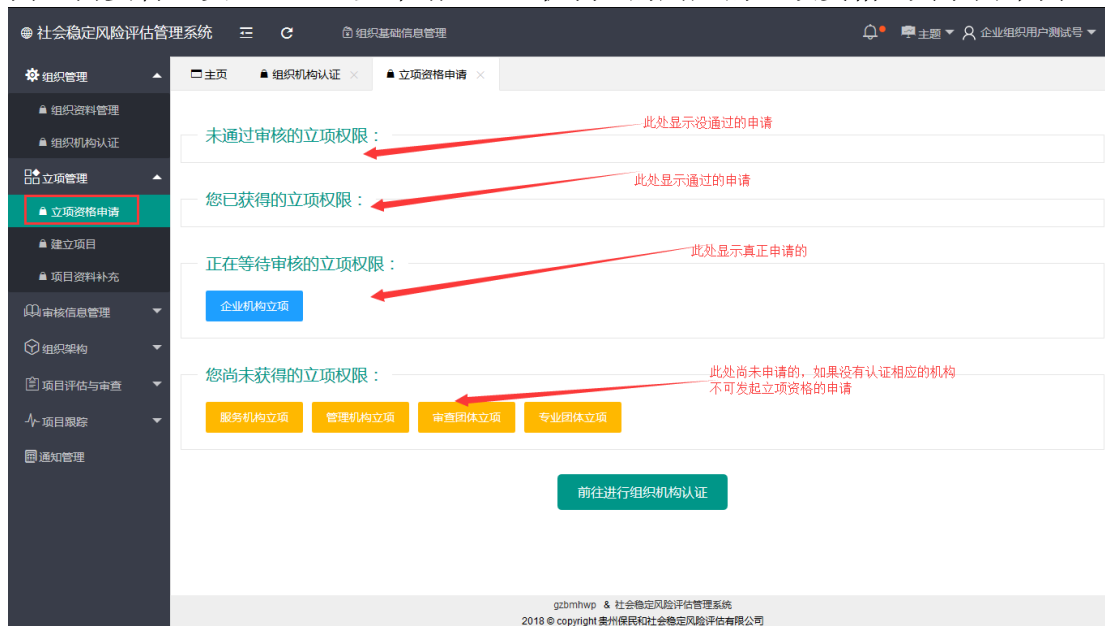 社会稳定风险评估管理系统
组织基础信息管理
主题
企业组织用户测试号
组织管理
主页
组织机构认证
立项资格申请
组织资料管理
组织机构认证
立项管理
立项资格申请
建立项目
项目资料补充
审核信息管理
组织架构
项目评估与审查
项目跟踪
通知管理
未通过审核的立项权限：
此处显示没通过的申请
您已获得的立项权限：
此处显示通过的申请
正在等待审核的立项权限：
此处显示真正申请的
企业机构立项
您尚未获得的立项权限：
此处尚未申请的，如果没有认证相应的机构
不可发起立项资格的申请
服务机构立项
管理机构立项
审查团体立项
专业团体立项
前往进行组织机构认证
gzbmhwp & 社会稳定风险评估管理系统
2018 © copyright 贵州保民和社会稳定风险评估有限公司